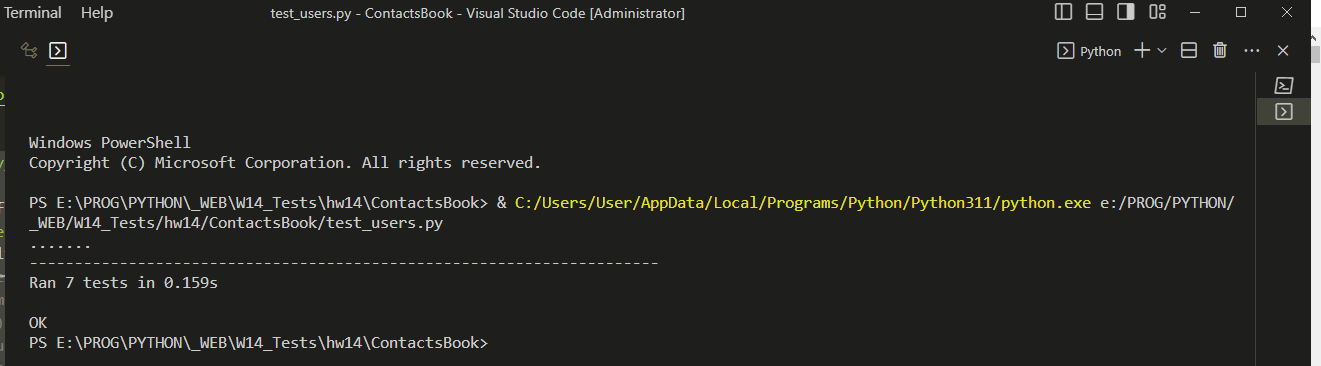 Terminal Help test_users.py - ContactsBook - Visual Studio Code [Administrator]
Python
Windows PowerShell
Copyright (C) Microsoft Corporation. All rights reserved.
PS E:\PROG\PYTHON\_WEB\W14_Tests\hw14\ContactsBook> & C:/Users/User/AppData/Local/Programs/Python/Python311/python.exe e:/PROG/PYTHON/
_WEB/W14_Tests/hw14/ContactsBook/test_users.py
.......
----------------------------------------------------------------------
Ran 7 tests in 0.159s
OK
PS E:\PROG\PYTHON\_WEB\W14_Tests\hw14\ContactsBook>